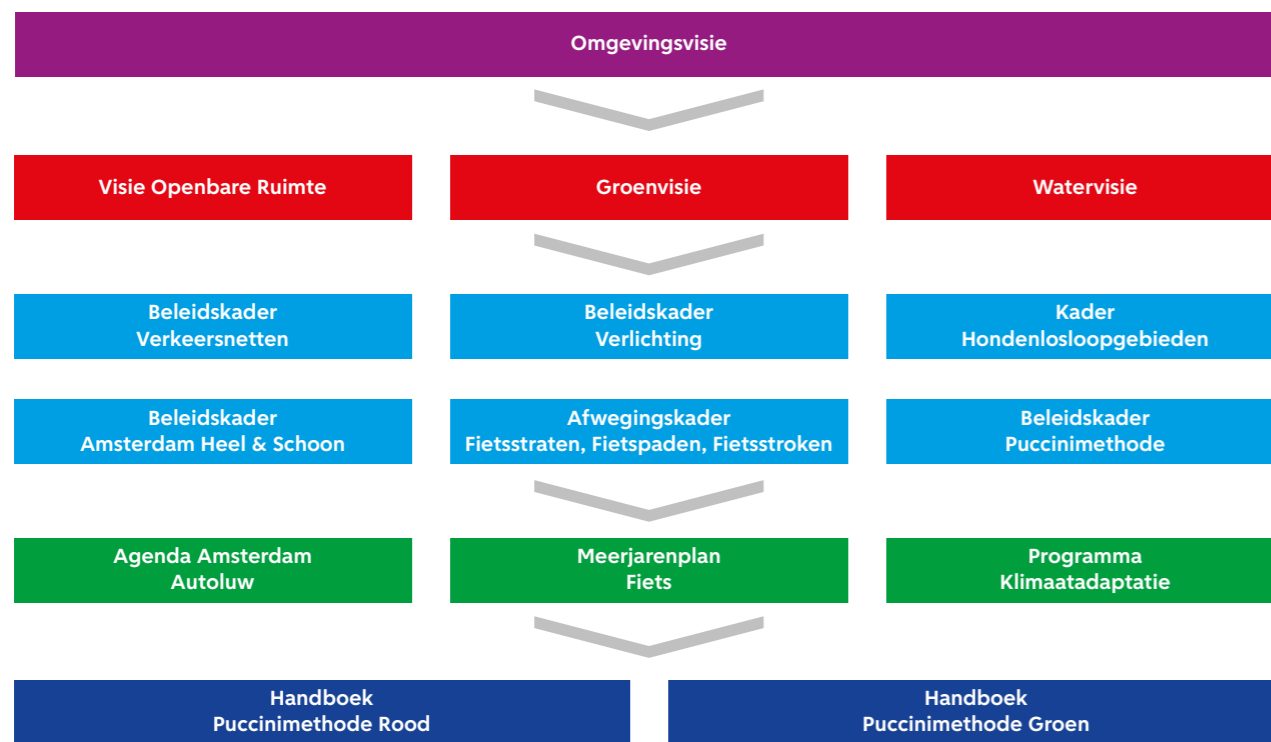 Omgevingsvisie
Visie Openbare Ruimte
Groenvisie
Watervisie
Beleidskader
Verkeersnetten
Beleidskader
Verlichting
Kader
Hondenlosloopgebieden
Beleidskader
Amsterdam Heel & Schoon
Afwegingskader
Fietsstraten, Fietspaden, Fietsstroken
Beleidskader
Puccinimethode
Agenda Amsterdam
Autoluw
Meerjarenplan
Fiets
Programma
Klimaatadaptatie
Handboek
Puccinimethode Rood
Handboek
Puccinimethode Groen